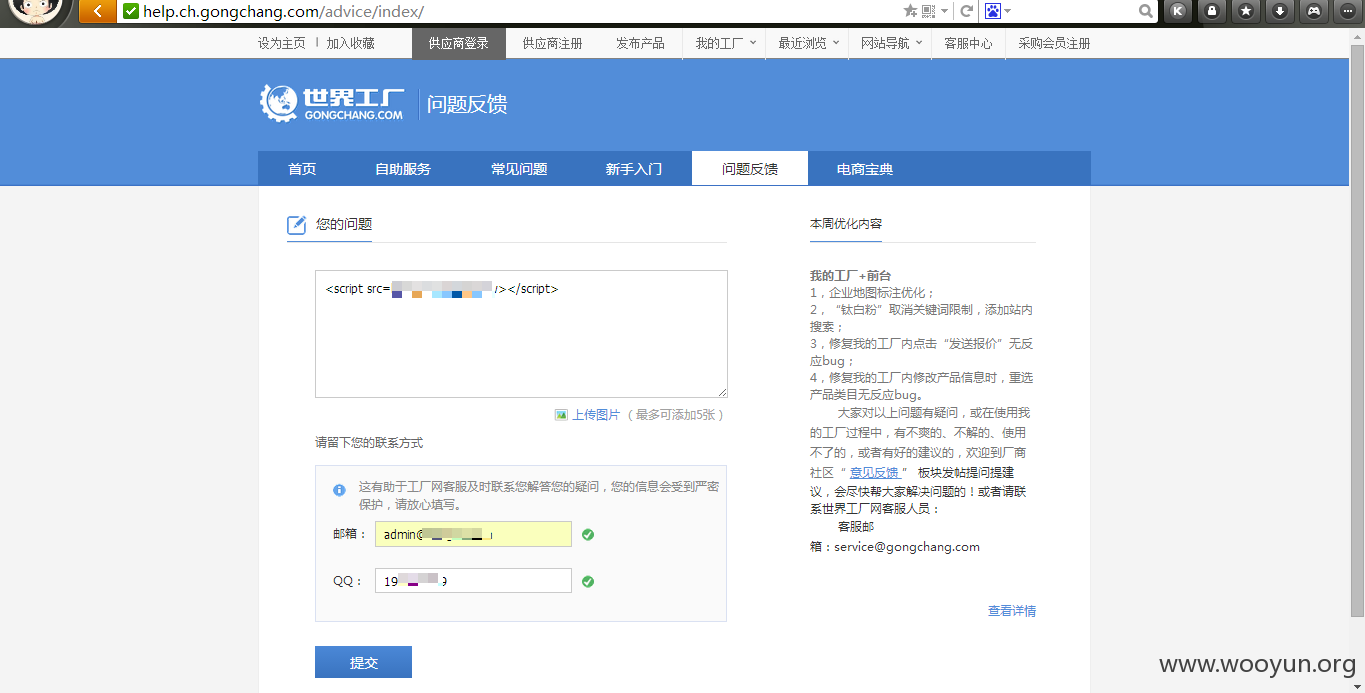 help.ch.gongchang.com/advice/index/
设为主页 | 加入收藏 供应商登录 供应商注册 发布产品 我的工厂 最近浏览 网站导航 客服中心 采购会员注册
世界工厂
GONGCHANG.COM
问题反馈
首页 自助服务 常见问题 新手入门 问题反馈 电商宝典
您的问题
<script src= /></script>
上传图片 （最多可添加5张）
请留下您的联系方式
这有助于工厂网客服及时联系您解答您的疑问，您的信息会受到严密
保护，请放心填写。
邮箱： admin@
QQ： 19 9
提交
本周优化内容
我的工厂+前台
1，企业地图标注优化；
2，“钛白粉”取消关键词限制，添加站内
搜索；
3，修复我的工厂内点击“发送报价”无反
应bug；
4，修复我的工厂内修改产品信息时，重选
产品类目无反应bug。
大家对以上问题有疑问，或在使用我
的工厂过程中，有不爽的、不解的、使用
不了的，或者有好的建议的，欢迎到厂商
社区“ 意见反馈 ” 板块发帖提问提建
议，会尽快帮大家解决问题的！或者请联
系世界工厂网客服人员：
客服邮
箱：service@gongchang.com
查看详情
www.wooyun.org